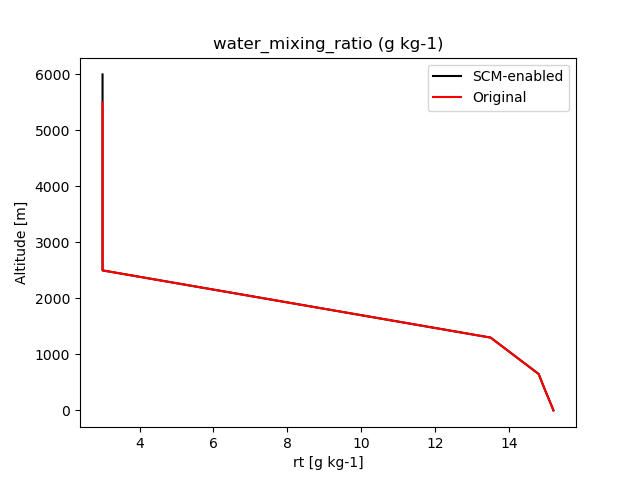 water_mixing_ratio (g kg-1)
SCM-enabled
Original
6000
5000
4000
3000
2000
1000
0
Altitude [m]
4 6 8 10 12 14
rt [g kg-1]